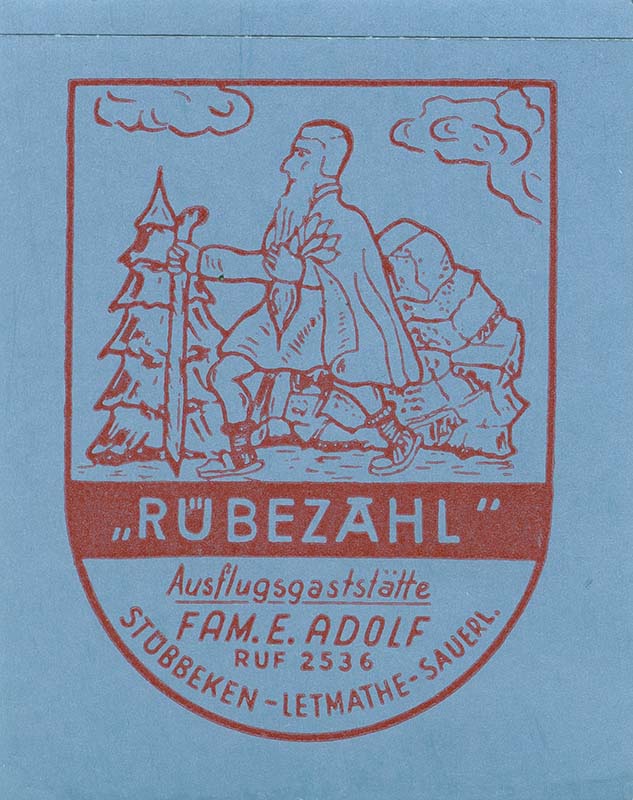 „RÜBEZAHL“
Ausflugsgaststätte
FAM. E. ADOLF
RUF 2536
STÜBBEKEN-LETMATHE-SAUERL.